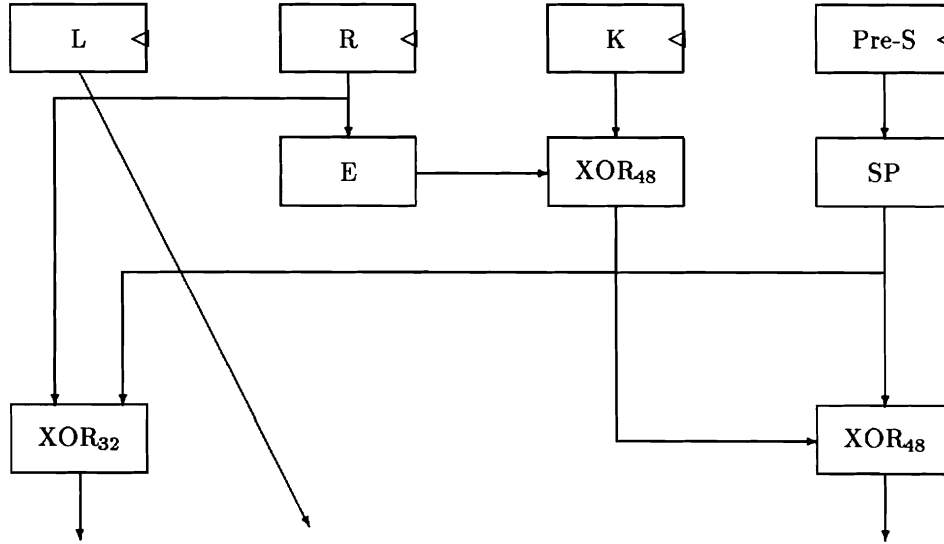 L R K Pre-S
E XOR₄₈ SP
XOR₃₂ XOR₄₈